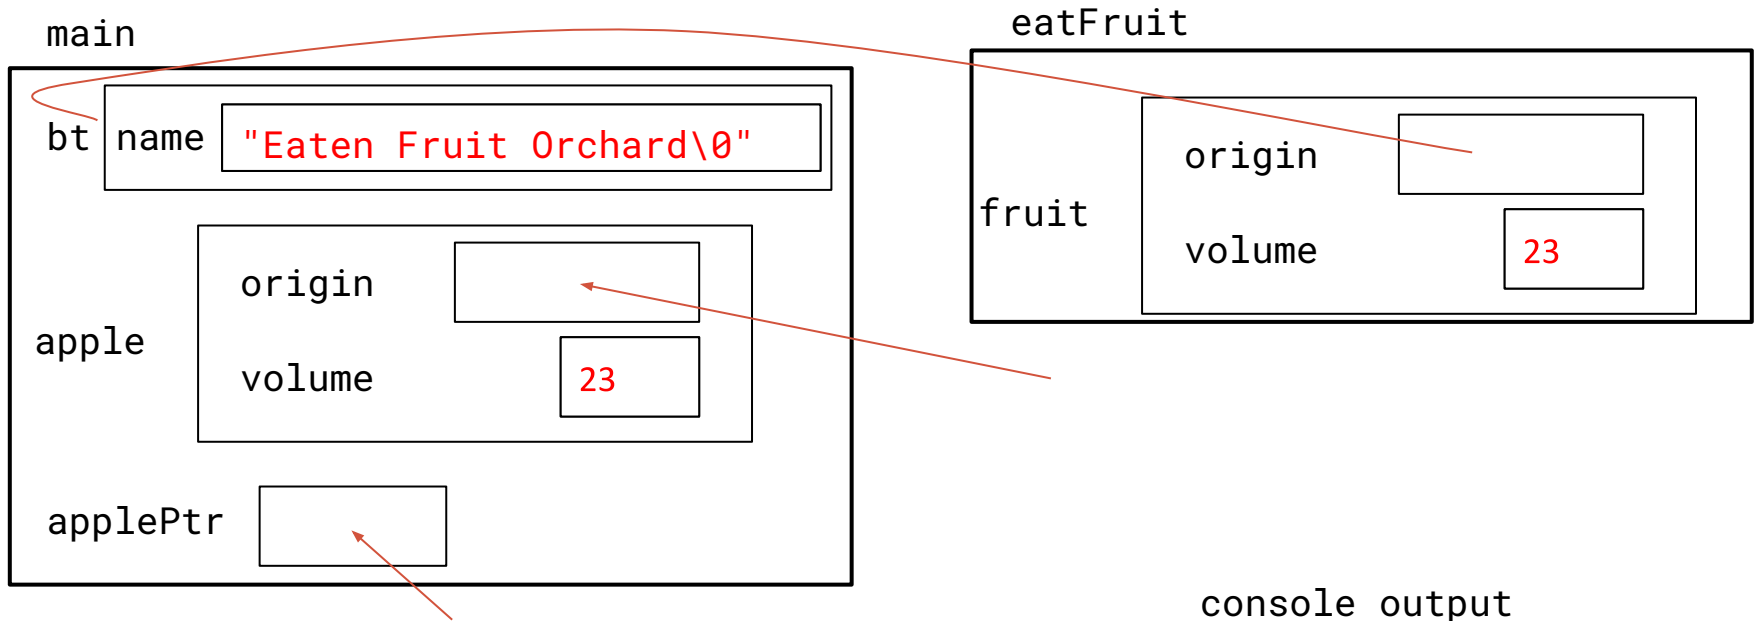 main
bt name "Eaten Fruit Orchard\0"
origin
apple
volume 23
applePtr
eatFruit
origin
fruit
volume 23
console output